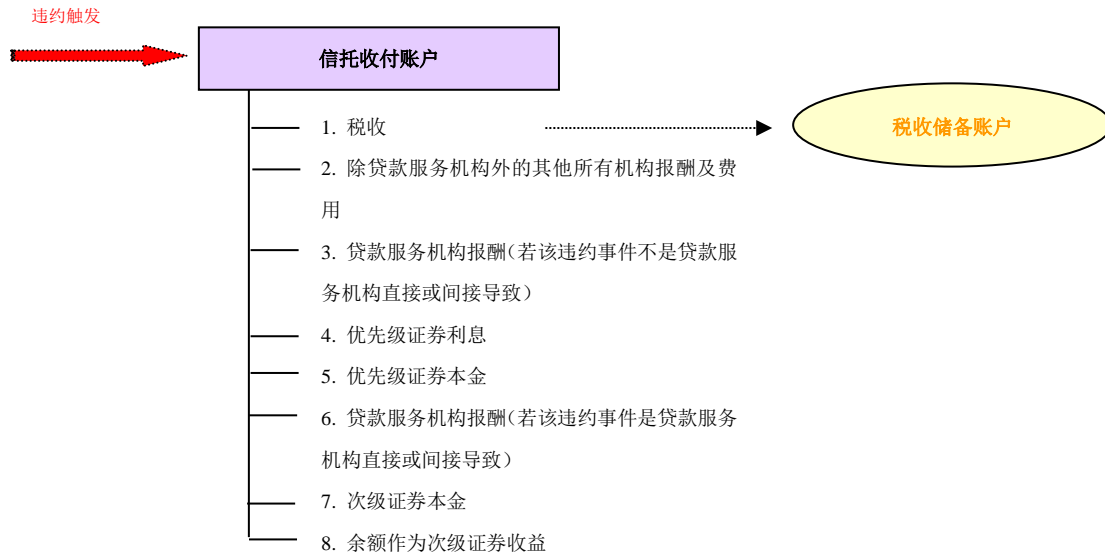 违约触发
信托收付账户
1. 税收
税收储备账户
2. 除贷款服务机构外的其他所有机构报酬及费
用
3. 贷款服务机构报酬（若该违约事件不是贷款服
务机构直接或间接导致）
4. 优先级证券利息
5. 优先级证券本金
6. 贷款服务机构报酬（若该违约事件是贷款服务
机构直接或间接导致）
7. 次级证券本金
8. 余额作为次级证券收益